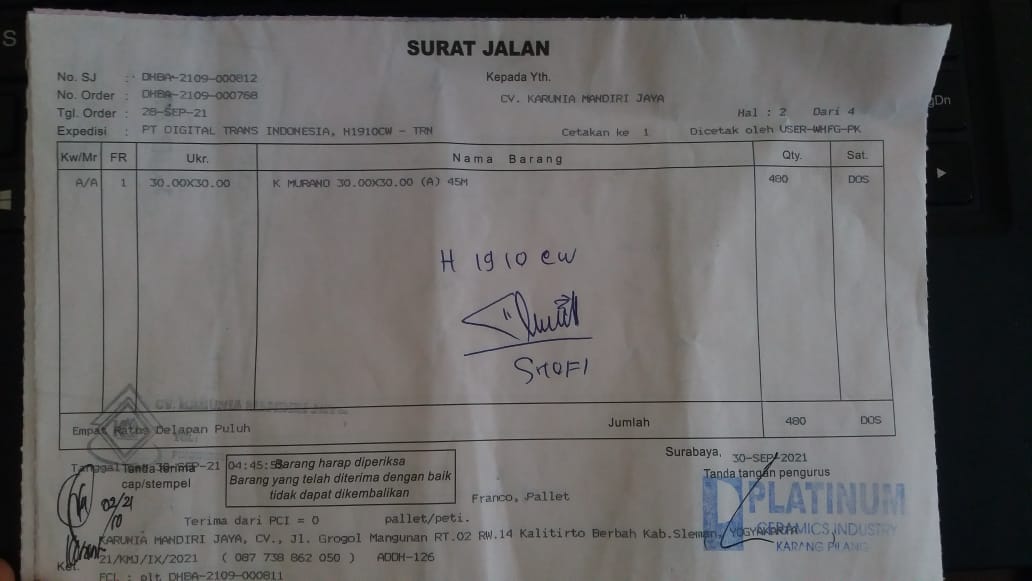 SURAT JALAN
No. SJ : DHBA-2109-000812
Kepada Yth.
No. Order : DHBA-2109-000768
CV. KARUNIA MANDIRI JAYA
Tgl. Order : 28-SEP-21
Hal : 2 Dari 4
Expedisi : PT DIGITAL TRANS INDONESIA, H1910CW - TRN
Cetakan ke 1
Dicetak oleh USER-WHFG-PK
Kw/Mr FR Ukr. Nama Barang Qty. Sat.
A/A 1 30.00X30.00 K MURANO 30.00X30.00 (A) 45M 480 DOS
H 1910 CW
SHOFI
CV. KARUNIA MANDIRI JAYA
Empat Ratus Delapan Puluh
Jumlah 480 DOS
Surabaya, 30-SEP-2021
Tanggal 30-SEP-21 04:45:5
Tanda terima
cap/stempel
Barang harap diperiksa
Barang yang telah diterima dengan baik
tidak dapat dikembalikan
Tanda tangan pengurus
Franco, Pallet
PLATINUM
CERAMICS INDUSTRY
KARANG PILANG
02/21
/10
Terima dari PCI = 0 pallet/peti.
KARUNIA MANDIRI JAYA, CV., Jl. Grogol Mangunan RT.02 RW.14 Kalitirto Berbah Kab.Sleman, YOGYAKARTA
21/KMJ/IX/2021 ( 087 738 862 050 ) ADDH-126
Ket.
FCL : plt DHBA-2109-000811
gDn
S